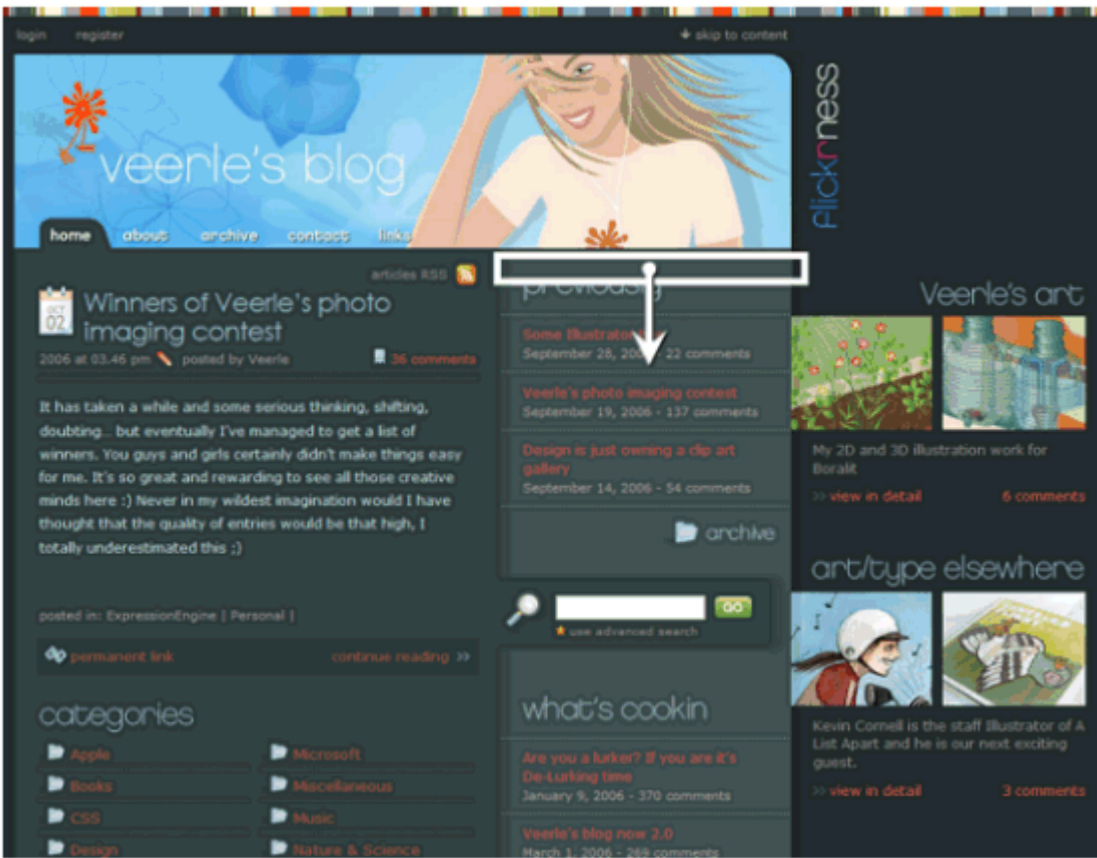 login register
skip to content
veerle's blog
home about archive contact links
flickrness
articles RSS
OCT
02
Winners of Veerle's photo
imaging contest
2006 at 03.46 pm posted by Veerle
36 comments
It has taken a while and some serious thinking, shifting,
doubting... but eventually I've managed to get a list of
winners. You guys and girls certainly didn't make things easy
for me. It's so great and rewarding to see all those creative
minds here :) Never in my wildest imagination would I have
thought that the quality of entries would be that high, I
totally underestimated this ;)
posted in: ExpressionEngine | Personal |
permanent link
continue reading >>
categories
Apple
Microsoft
Books
Miscellaneous
CSS
Music
Design
Nature & Science
previously
Some Illustrator
September 28, 200 - 22 comments
Veerle's photo imaging contest
September 19, 2006 - 137 comments
Design is just owning a clip art
gallery
September 14, 2006 - 54 comments
archive
GO
use advanced search
what's cookin
Are you a lurker? If you are it's
De-Lurking time
January 9, 2006 - 370 comments
Veerle's blog now 2.0
March 1, 2006 - 269 comments
Veerle's art
My 2D and 3D illustration work for
Boralit
>> view in detail
6 comments
art/type elsewhere
Kevin Cornell is the staff Illustrator of A
List Apart and he is our next exciting
guest.
>> view in detail
3 comments